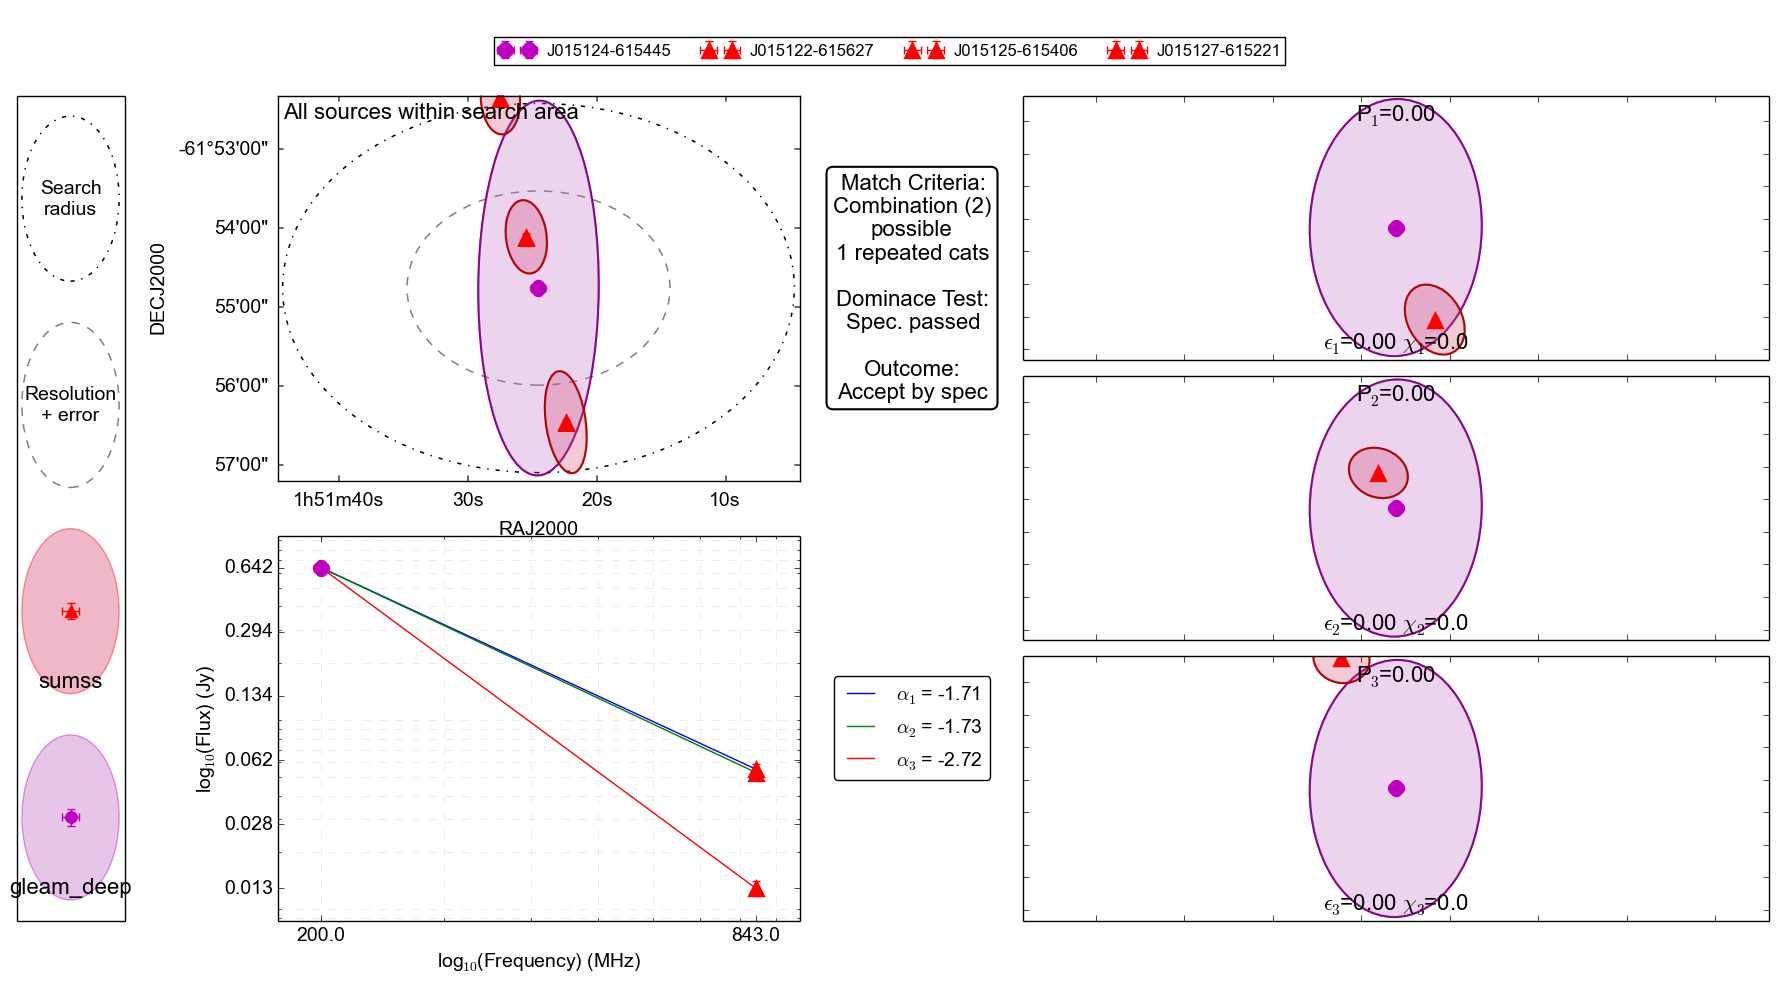 J015124-615445 J015122-615627 J015125-615406 J015127-615221
Search
radius
Resolution
+ error
sumss
gleam_deep
All sources within search area
DECJ2000
-61°53'00"
54'00"
55'00"
56'00"
57'00"
1h51m40s 30s 20s 10s
RAJ2000
log₁₀(Flux) (Jy)
0.642
0.294
0.134
0.062
0.028
0.013
200.0 843.0
log₁₀(Frequency) (MHz)
Match Criteria:
Combination (2)
possible
1 repeated cats
Dominace Test:
Spec. passed
Outcome:
Accept by spec
α₁ = -1.71
α₂ = -1.73
α₃ = -2.72
P₁=0.00
ϵ₁=0.00 χ₁=0.0
P₂=0.00
ϵ₂=0.00 χ₂=0.0
P₃=0.00
ϵ₃=0.00 χ₃=0.0